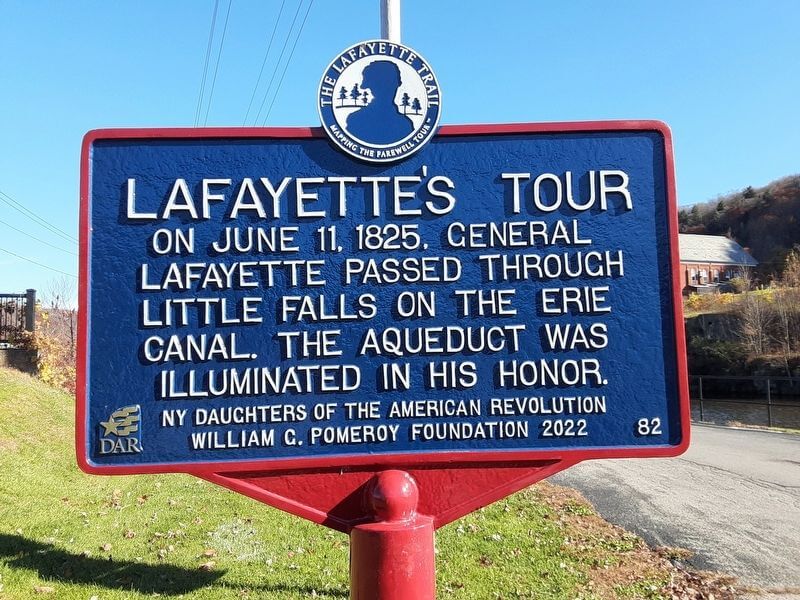 THE LAFAYETTE TRAIL
MAPPING THE FAREWELL TOUR
LAFAYETTE'S TOUR
ON JUNE 11, 1825, GENERAL
LAFAYETTE PASSED THROUGH
LITTLE FALLS ON THE ERIE
CANAL. THE AQUEDUCT WAS
ILLUMINATED IN HIS HONOR.
NY DAUGHTERS OF THE AMERICAN REVOLUTION
WILLIAM G. POMEROY FOUNDATION 2022
DAR
82